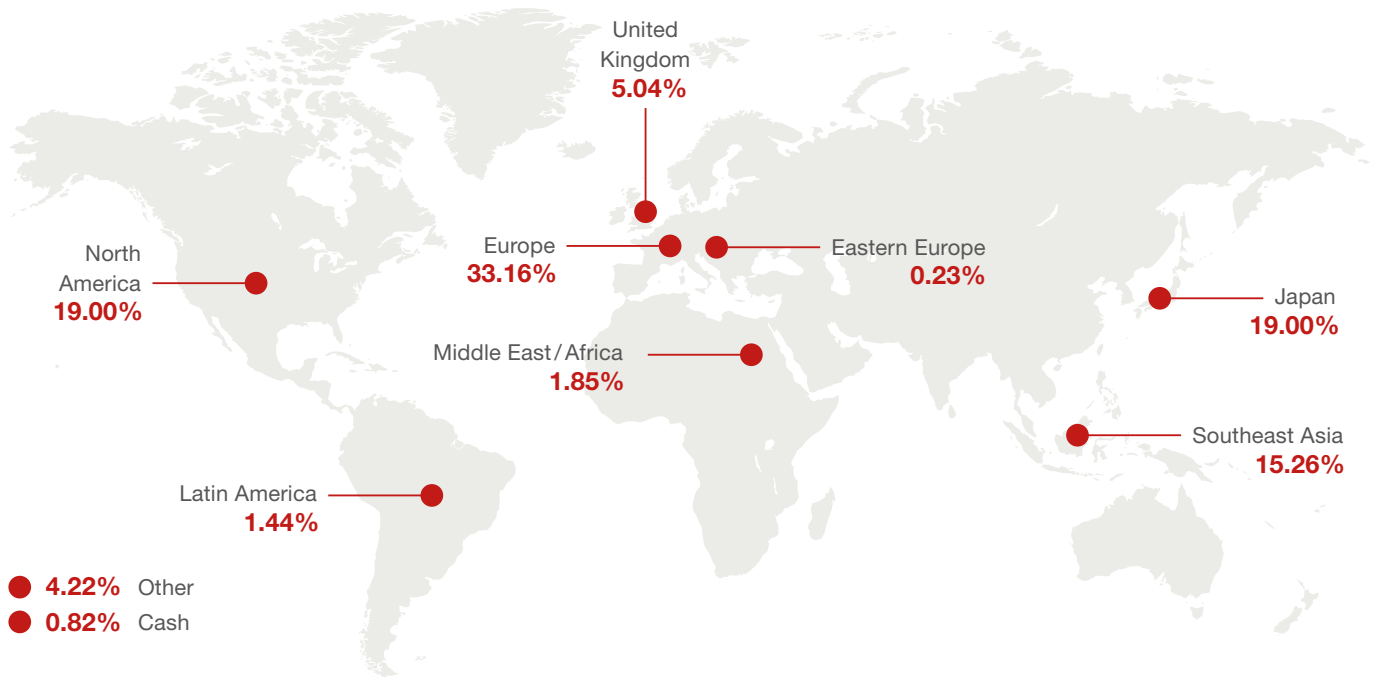 United
Kingdom
5.04%
North
America
19.00%
Europe
33.16%
Eastern Europe
0.23%
Japan
19.00%
Middle East/Africa
1.85%
Southeast Asia
15.26%
Latin America
1.44%
4.22% Other
0.82% Cash